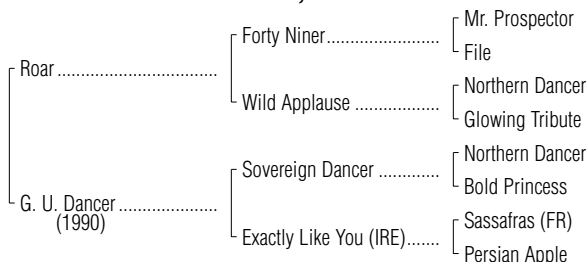 Mr. Prospector
Forty Niner........................
File
Roar..................................
Northern Dancer
Wild Applause ..................
Glowing Tribute
Northern Dancer
Sovereign Dancer .............
Bold Princess
G. U. Dancer.....................
(1990)
Sassafras (FR)
Exactly Like You (IRE).......
Persian Apple